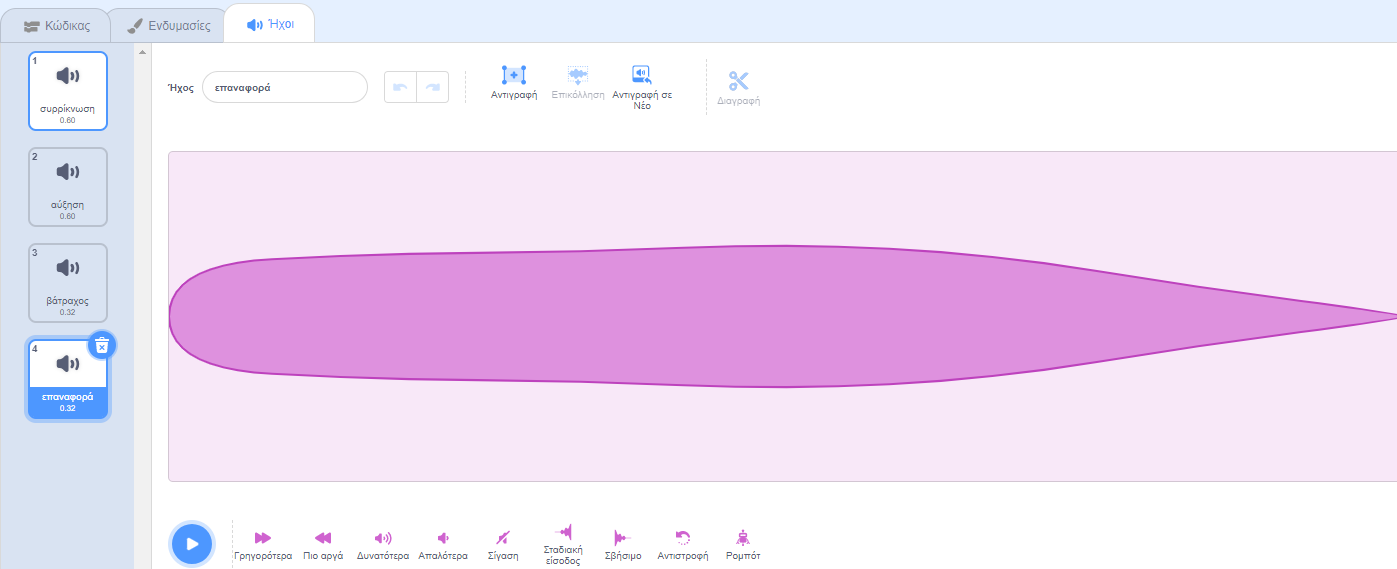 Κώδικας
Ενδυμασίες
Ήχοι
1
συρρίκνωση
0.60
2
αύξηση
0.60
3
βάτραχος
0.32
4
επαναφορά
0.32
Ήχος
επαναφορά
Αντιγραφή
Επικόλληση
Αντιγραφή σε
Νέο
Διαγραφή
Γρηγορότερα
Πιο αργά
Δυνατότερα
Απαλότερα
Σίγαση
Σταδιακή
είσοδος
Σβήσιμο
Αντιστροφή
Ρομπότ